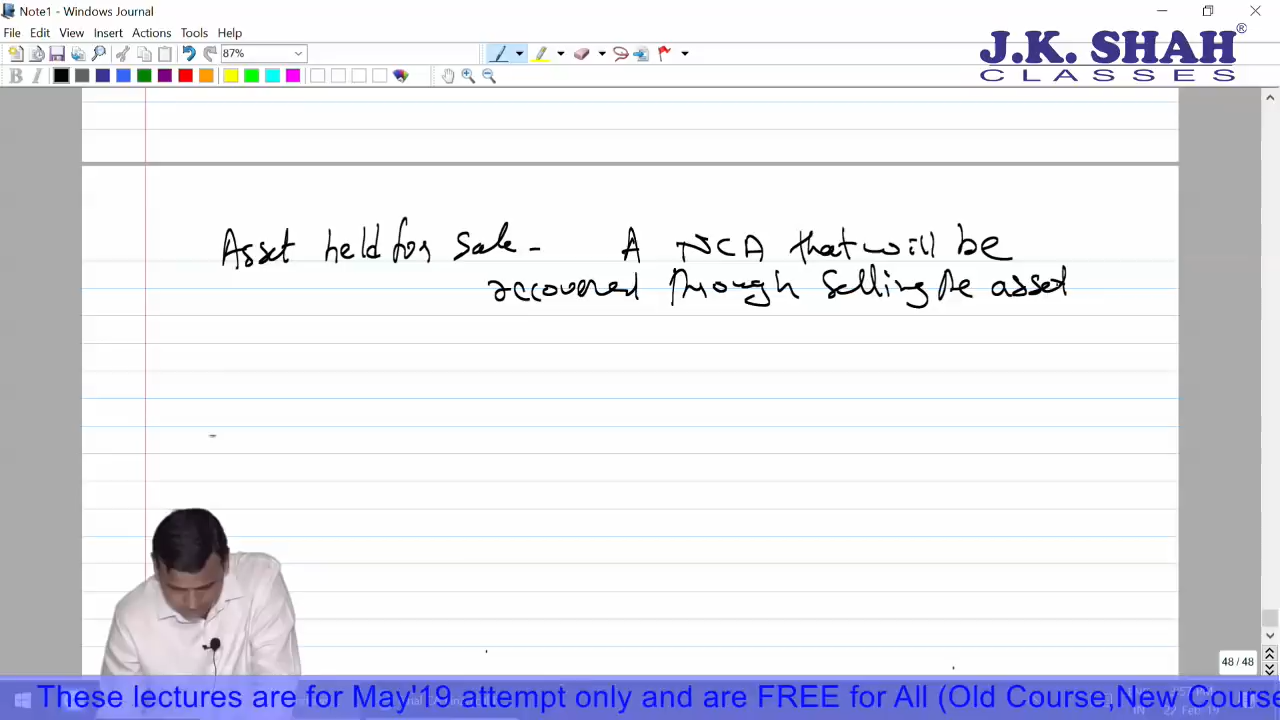 Note1 - Windows Journal
File Edit View Insert Actions Tools Help
87%
B I
J.K. SHAH®
CLASSES
Asset held for Sale - A NCA that will be
recovered through selling the asset
48 / 48
These lectures are for May'19 attempt only and are FREE for All (Old Course,New Course